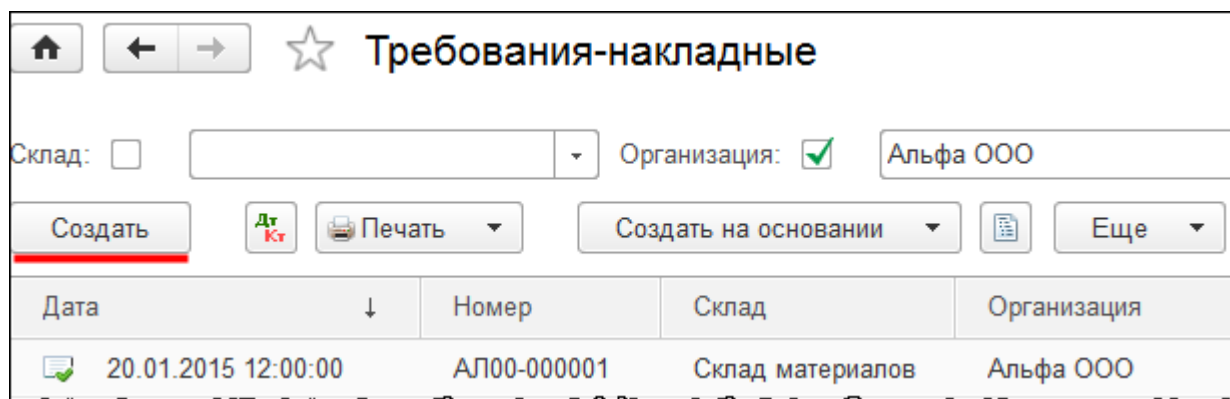 Требования-накладные
Склад: Организация: Альфа ООО
Создать Дт Кт Печать Создать на основании Еще
Дата ↓ Номер Склад Организация
20.01.2015 12:00:00 АЛ00-000001 Склад материалов Альфа ООО